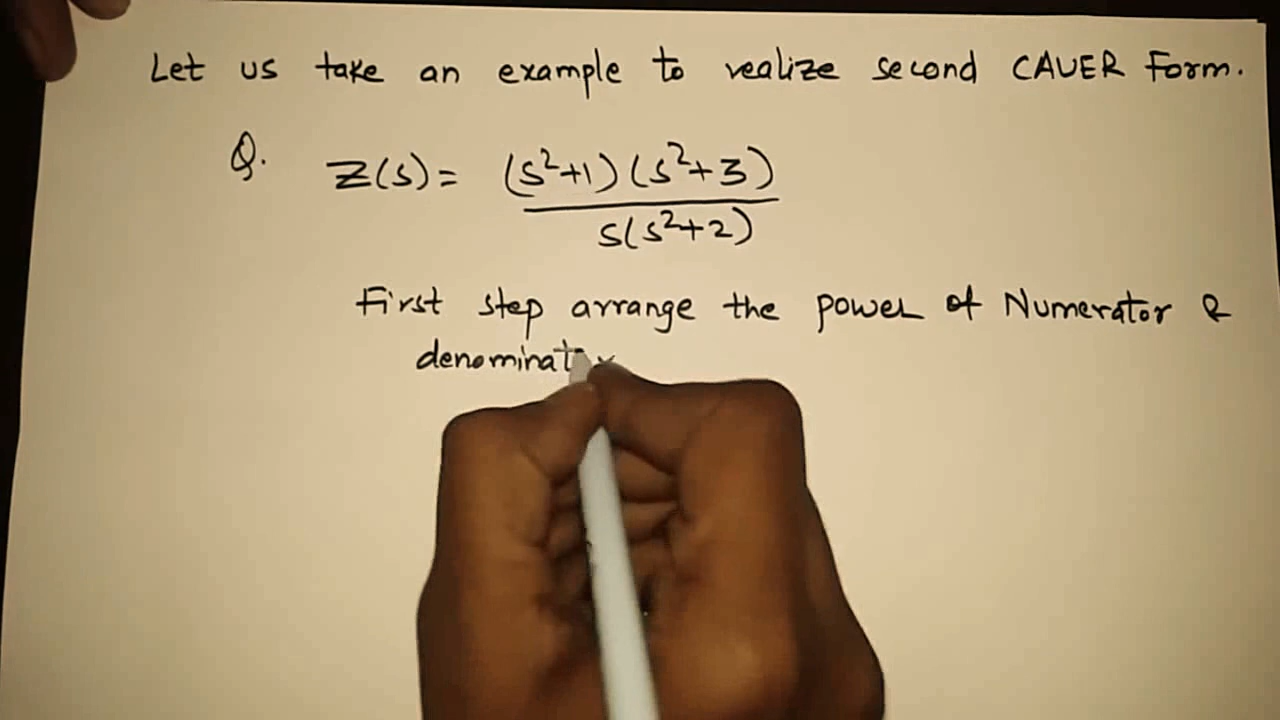 Let us take an example to realize second CAUER Form.
Q. Z(s) = (s²+1)(s²+3)
s(s²+2)
First step arrange the power of Numerator &
denominator